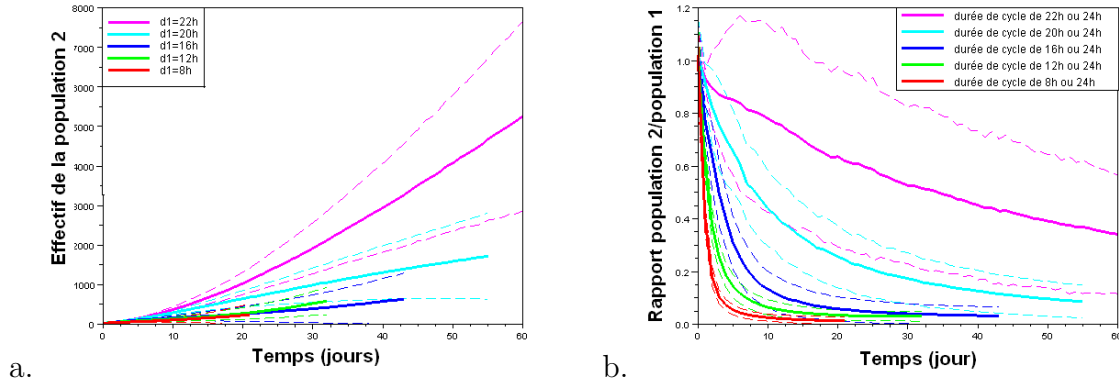 Effectif de la population 2
8000
7000
6000
5000
4000
3000
2000
1000
0
d1=22h
d1=20h
d1=16h
d1=12h
d1=8h
0 10 20 30 40 50 60
Temps (jours)
a.
Rapport population 2/population 1
1.2
1.0
0.8
0.6
0.4
0.2
0.0
durée de cycle de 22h ou 24h
durée de cycle de 20h ou 24h
durée de cycle de 16h ou 24h
durée de cycle de 12h ou 24h
durée de cycle de 8h ou 24h
0 10 20 30 40 50 60
Temps (jour)
b.